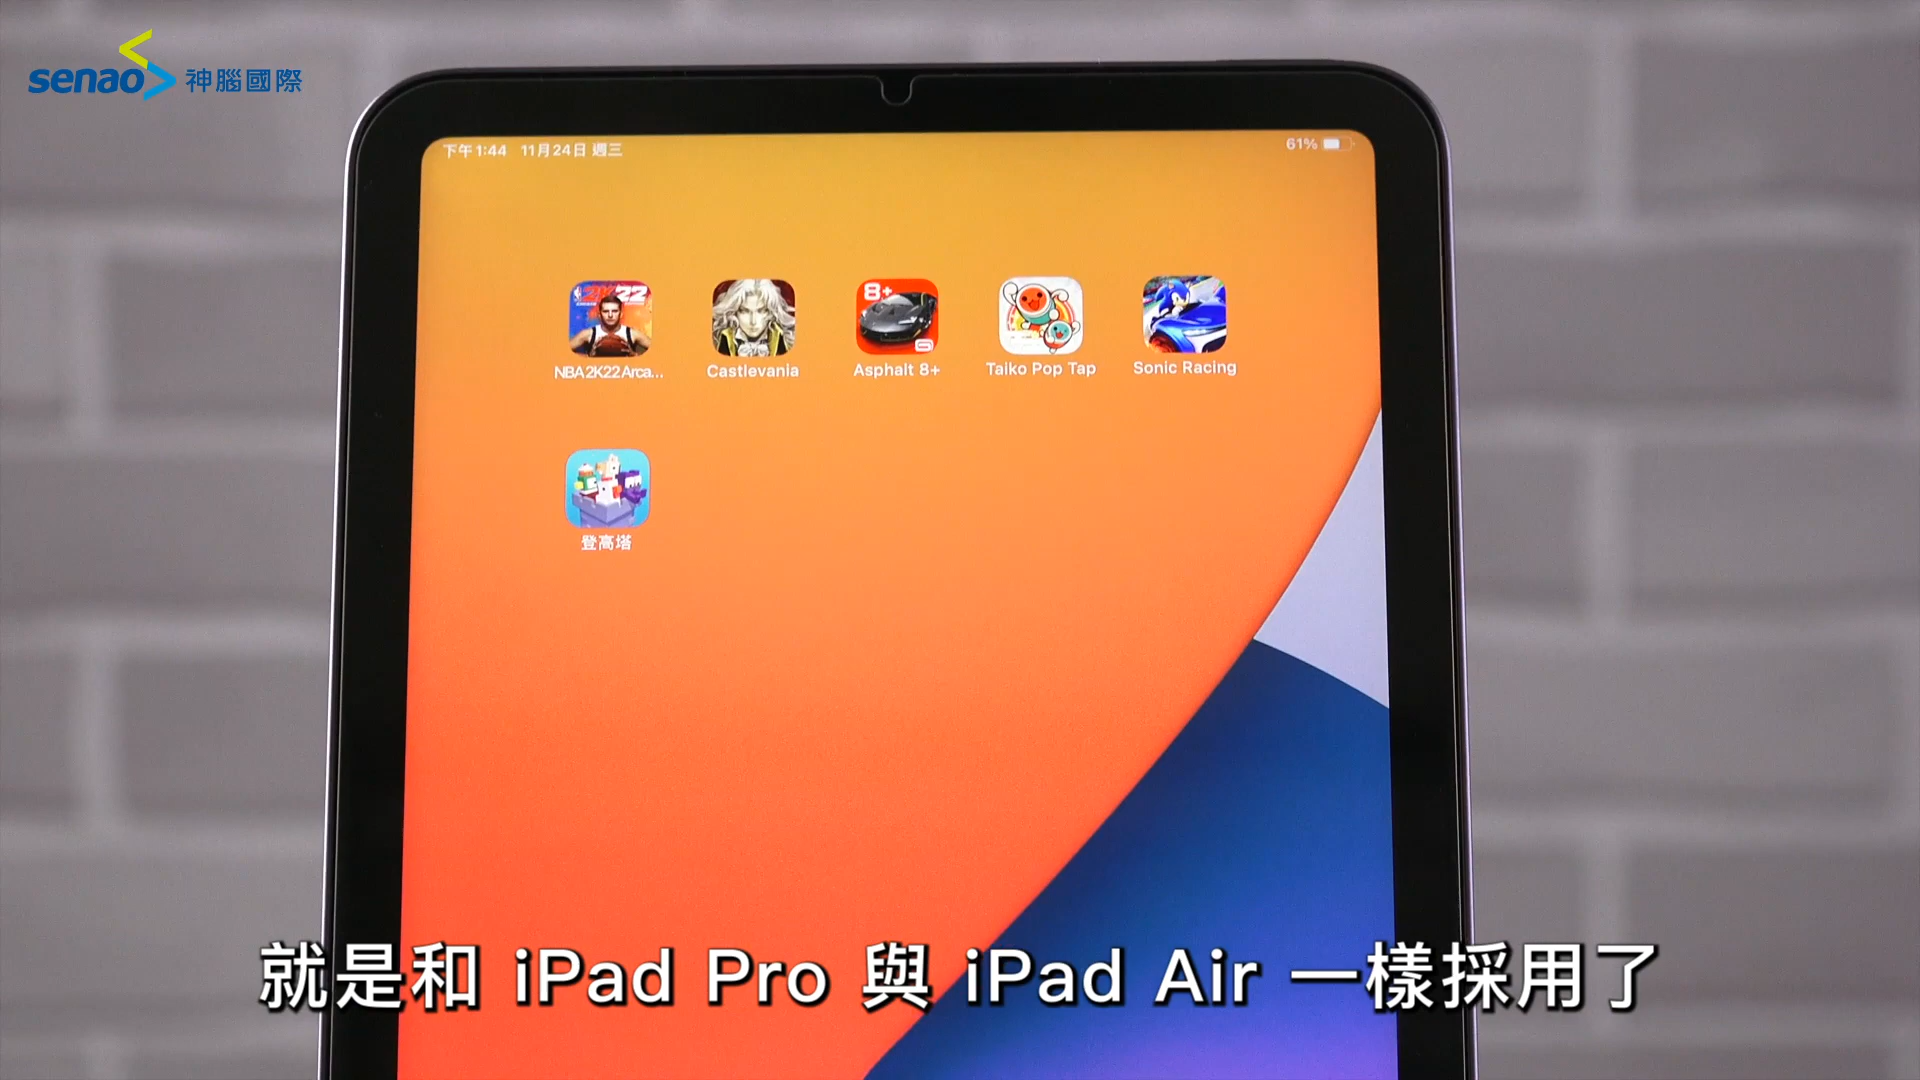 senao 神腦國際
下午1:44 11月24日 週三
61%
22
8+
NBA 2K22 Arca...
Castlevania
Asphalt 8+
Taiko Pop Tap
Sonic Racing
登高塔
就是和 iPad Pro 與 iPad Air 一樣採用了